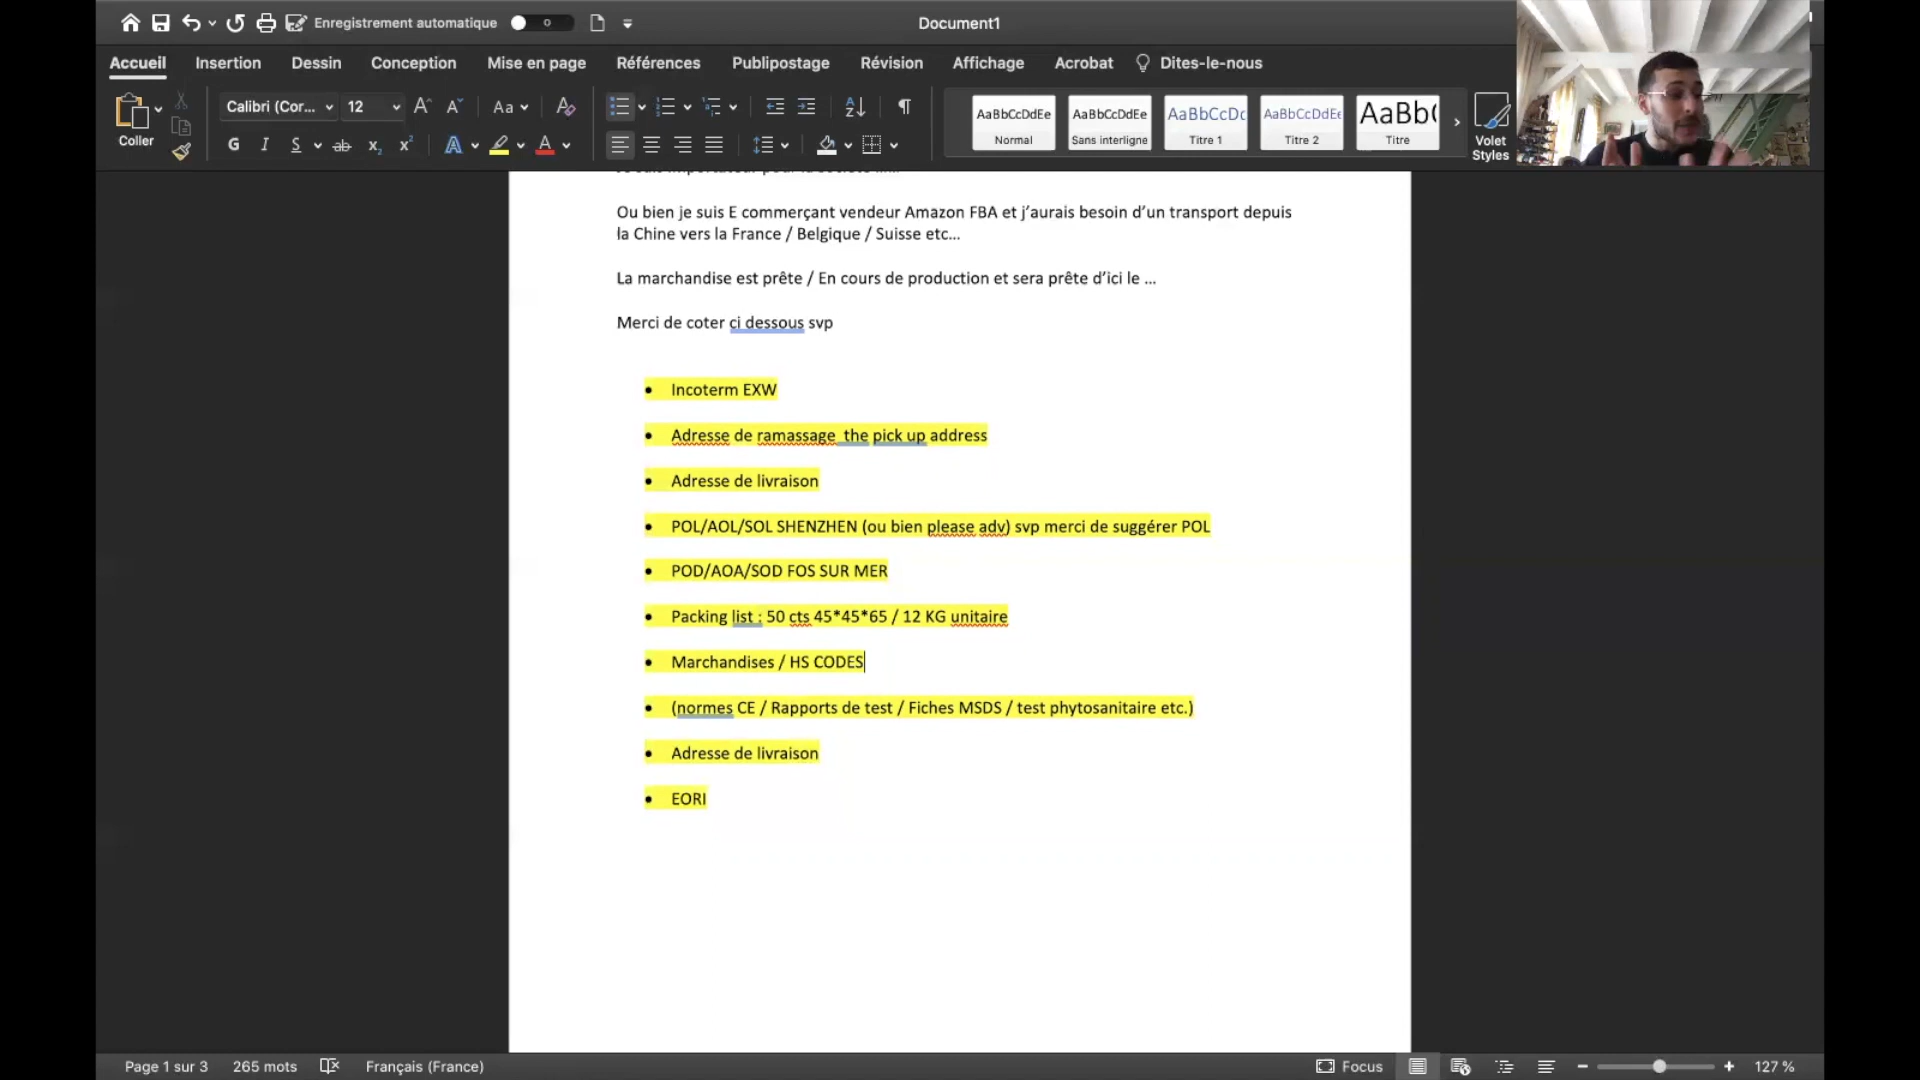 Enregistrement automatique
Document1
Accueil Insertion Dessin Conception Mise en page Références Publipostage Révision Affichage Acrobat Dites-le-nous
Coller
Calibri (Cor... 12 Aa
G I S ab x₂ x² A A
AaBbCcDdEe AaBbCcDdEe AaBbCcDc AaBbCcDdEe AaBb(
Normal Sans interligne Titre 1 Titre 2 Titre
Volet
Styles
Ou bien je suis E commerçant vendeur Amazon FBA et j’aurais besoin d’un transport depuis
la Chine vers la France / Belgique / Suisse etc…
La marchandise est prête / En cours de production et sera prête d’ici le …
Merci de coter ci dessous svp
• Incoterm EXW
• Adresse de ramassage the pick up address
• Adresse de livraison
• POL/AOL/SOL SHENZHEN (ou bien please adv) svp merci de suggérer POL
• POD/AOA/SOD FOS SUR MER
• Packing list : 50 cts 45*45*65 / 12 KG unitaire
• Marchandises / HS CODES
• (normes CE / Rapports de test / Fiches MSDS / test phytosanitaire etc.)
• Adresse de livraison
• EORI
Page 1 sur 3 265 mots Français (France) Focus 127 %